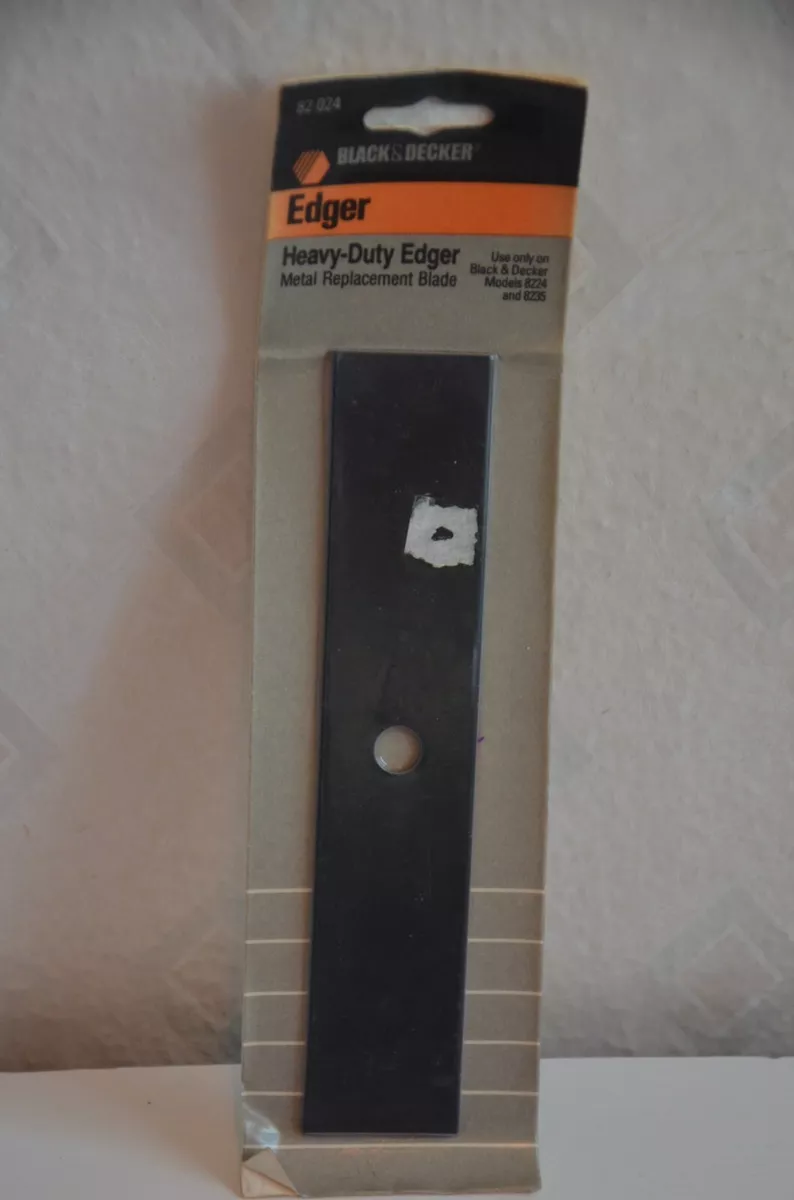 82-024
BLACK&DECKER®
Edger
Heavy-Duty Edger
Metal Replacement Blade
Use only on
Black & Decker
Models 8224
and 8235